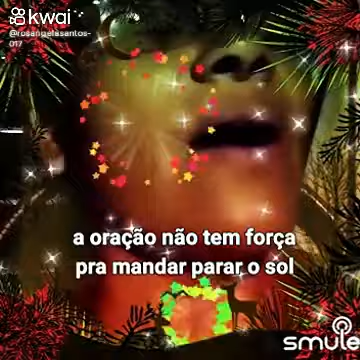 kwai
@rosangelasantos-
017
a oração não tem força
pra mandar parar o sol
smule